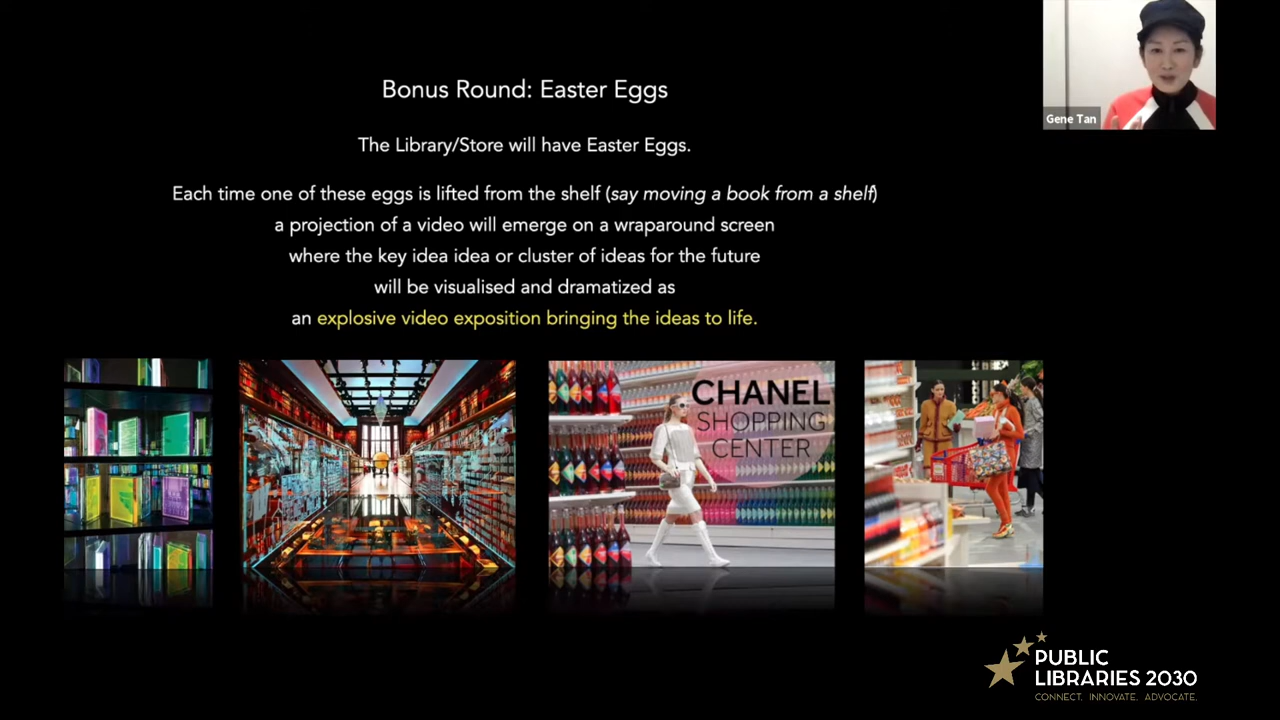 Bonus Round: Easter Eggs
Gene Tan
The Library/Store will have Easter Eggs.
Each time one of these eggs is lifted from the shelf (say moving a book from a shelf)
a projection of a video will emerge on a wraparound screen
where the key idea idea or cluster of ideas for the future
will be visualised and dramatized as
an explosive video exposition bringing the ideas to life.
CHANEL
SHOPPING
CENTER
PUBLIC
LIBRARIES 2030
CONNECT. INNOVATE. ADVOCATE.